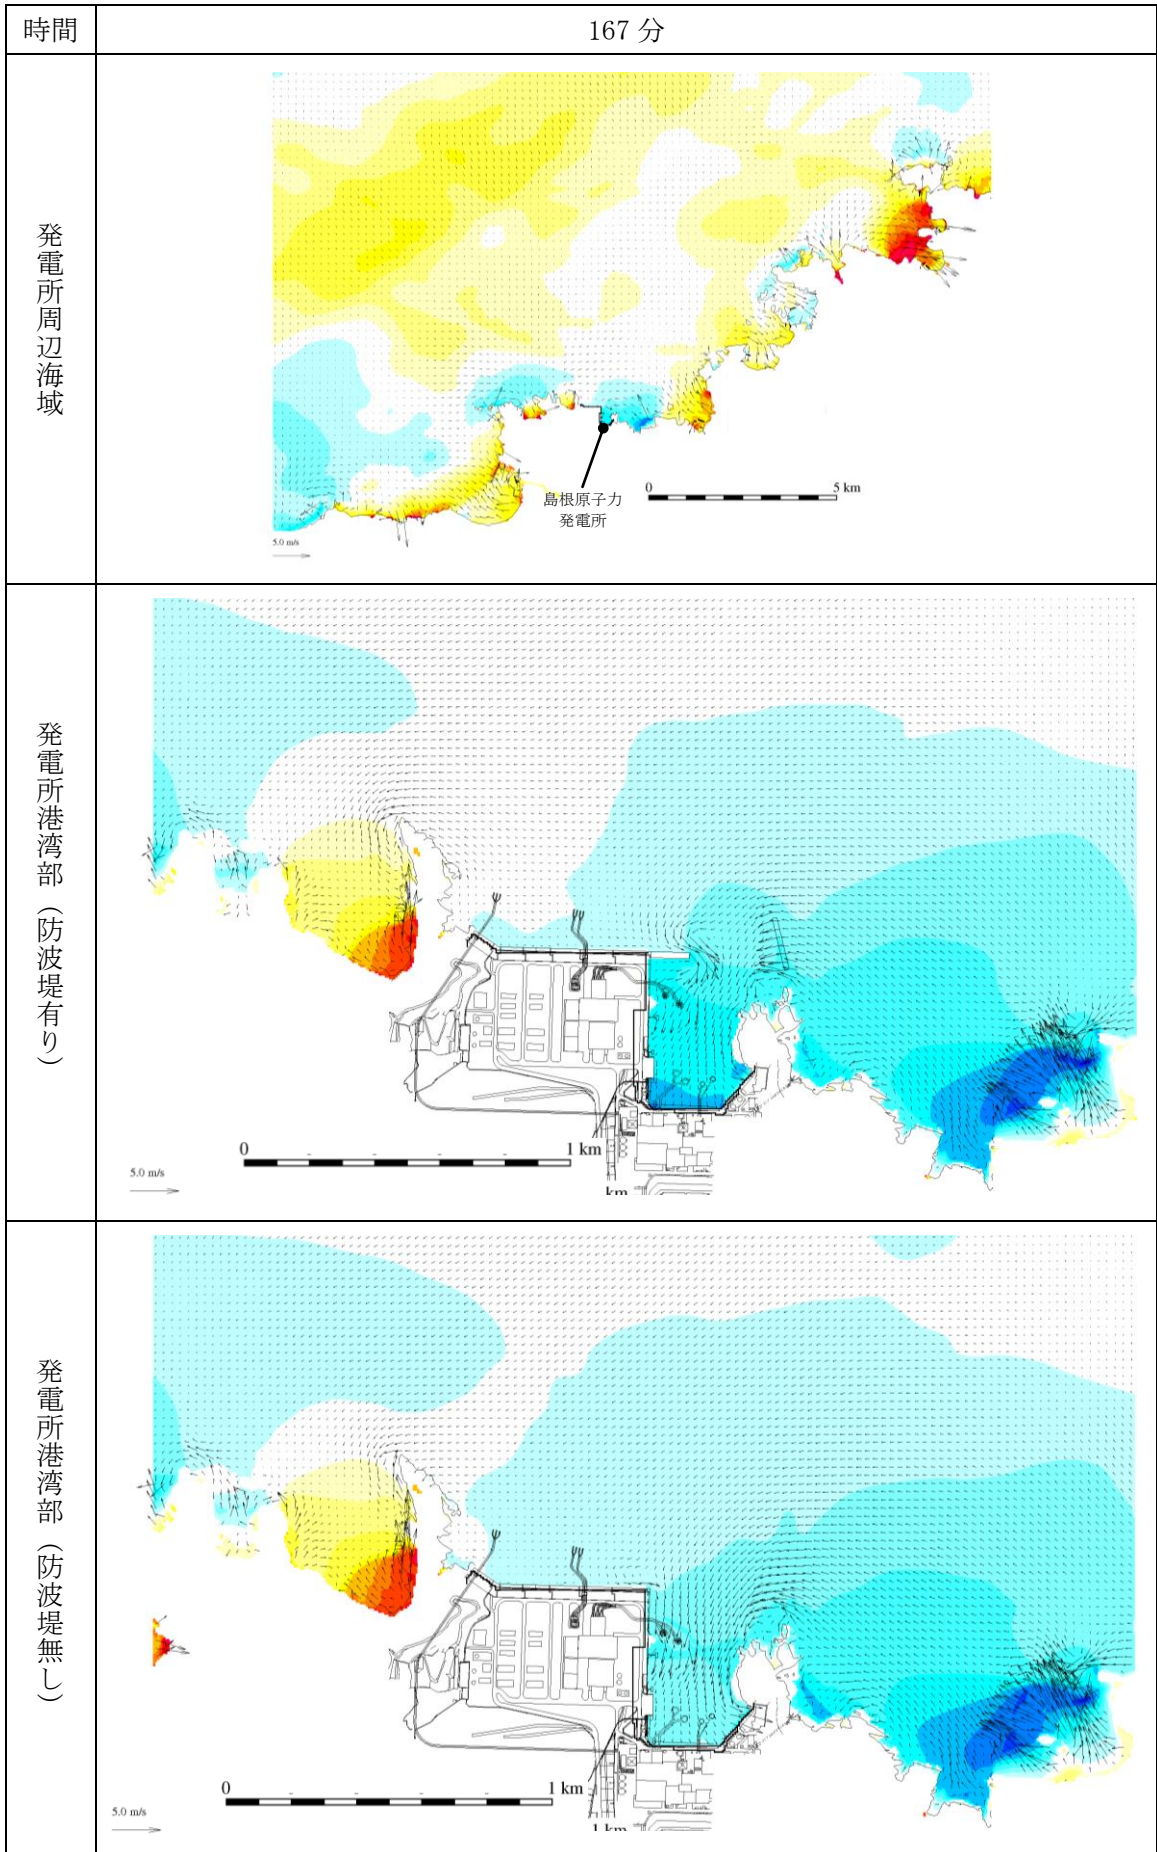 時間
167 分
発電所周辺海域
島根原子力
発電所
0
5 km
5.0 m/s
発電所港湾部（防波堤有り）
0
1 km
5.0 m/s
km
発電所港湾部（防波堤無し）
0
1 km
5.0 m/s
1 km